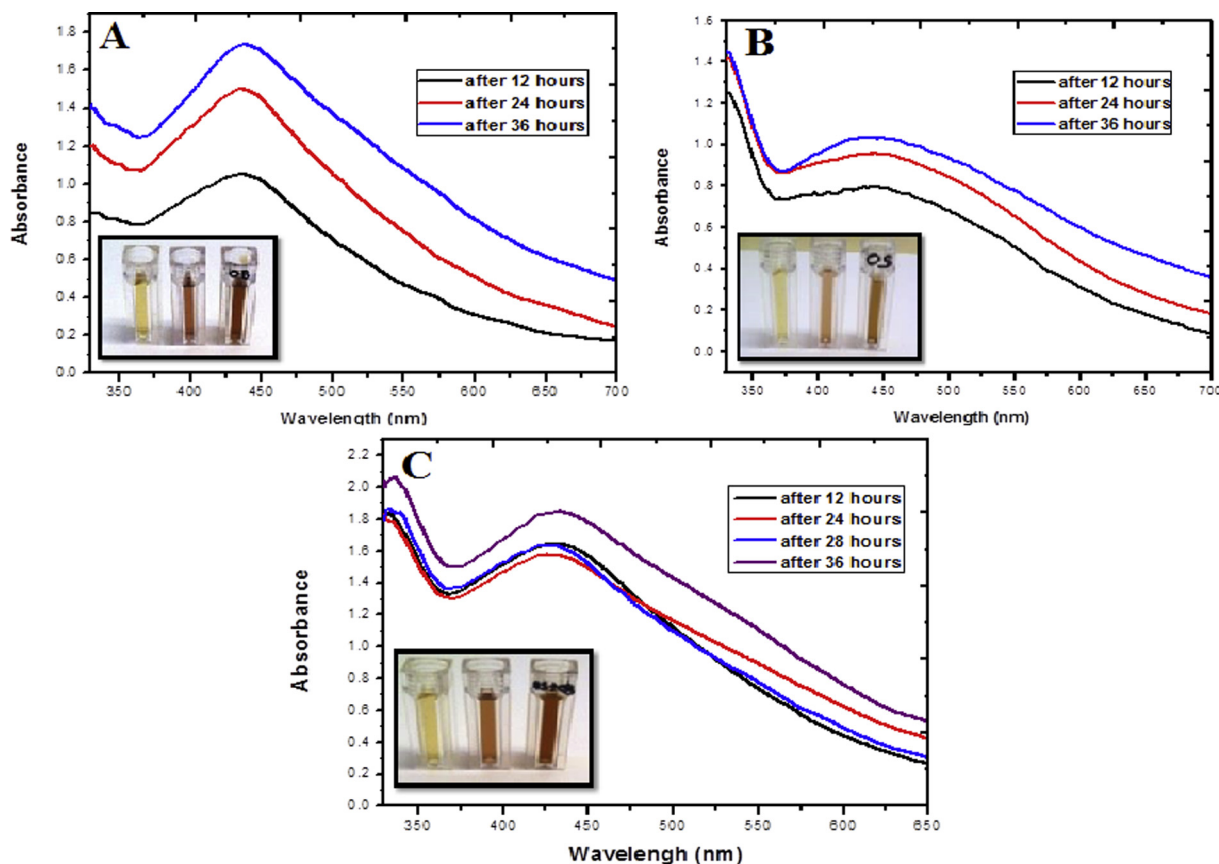 A
after 12 hours
after 24 hours
after 36 hours
Absorbance
1.8
1.6
1.4
1.2
1.0
0.8
0.6
0.4
0.2
0.0
OB
350 400 450 500 550 600 650 700
Wavelength (nm)
B
after 12 hours
after 24 hours
after 36 hours
Absorbance
1.6
1.4
1.2
1.0
0.8
0.6
0.4
0.2
0.0
OS
350 400 450 500 550 600 650 700
Wavelength (nm)
C
after 12 hours
after 24 hours
after 28 hours
after 36 hours
Absorbance
2.2
2.0
1.8
1.6
1.4
1.2
1.0
0.8
0.6
0.4
0.2
0.0
350 400 450 500 550 600 650
Wavelengh (nm)